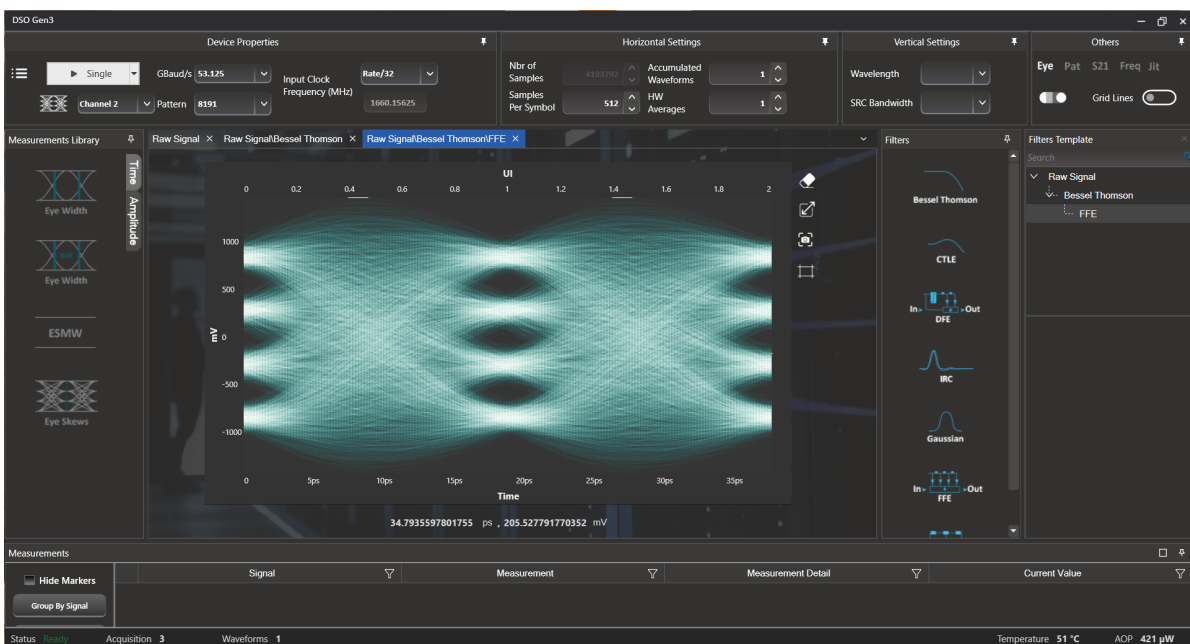 DSO Gen3
Device Properties
Single
GBaud/s 53.125
Input Clock
Frequency (MHz)
Rate/32
Channel 2
Pattern 8191
1660.15625
Horizontal Settings
Nbr of
Samples
4193792
Accumulated
Waveforms
1
Samples
Per Symbol
512
HW
Averages
1
Vertical Settings
Wavelength
SRC Bandwidth
Others
Eye Pat S21 Freq Jit
Grid Lines
Measurements Library
Time
Amplitude
Eye Width
BER
Eye Width
ESMW
Eye Skews
Raw Signal × Raw Signal\Bessel Thomson × Raw Signal\Bessel Thomson\FFE ×
UI
0 0.2 0.4 0.6 0.8 1 1.2 1.4 1.6 1.8 2
1000
500
mV
0
-500
-1000
0 5ps 10ps 15ps 20ps 25ps 30ps 35ps
Time
34.7935597801755 ps , 205.527791770352 mV
Filters
Bessel Thomson
CTLE
In Out
DFE
IRC
Gaussian
In Out
FFE
Filters Template
Search
Raw Signal
Bessel Thomson
FFE
Measurements
Hide Markers
Group By Signal
Signal Measurement Measurement Detail Current Value
Status Ready Acquisition 3 Waveforms 1 Temperature 51 °C AOP 421 µW